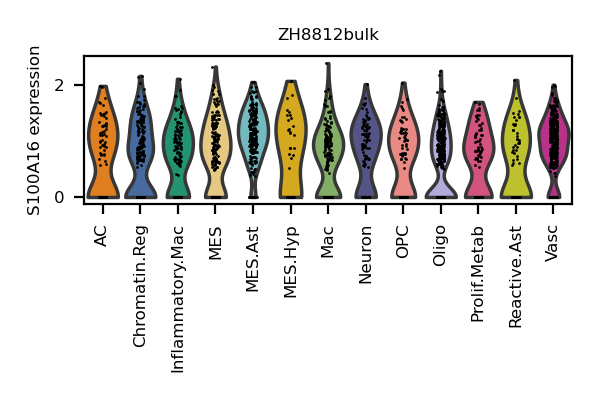 ZH8812bulk
S100A16 expression
2
0
AC
Chromatin.Reg
Inflammatory.Mac
MES
MES.Ast
MES.Hyp
Mac
Neuron
OPC
Oligo
Prolif.Metab
Reactive.Ast
Vasc